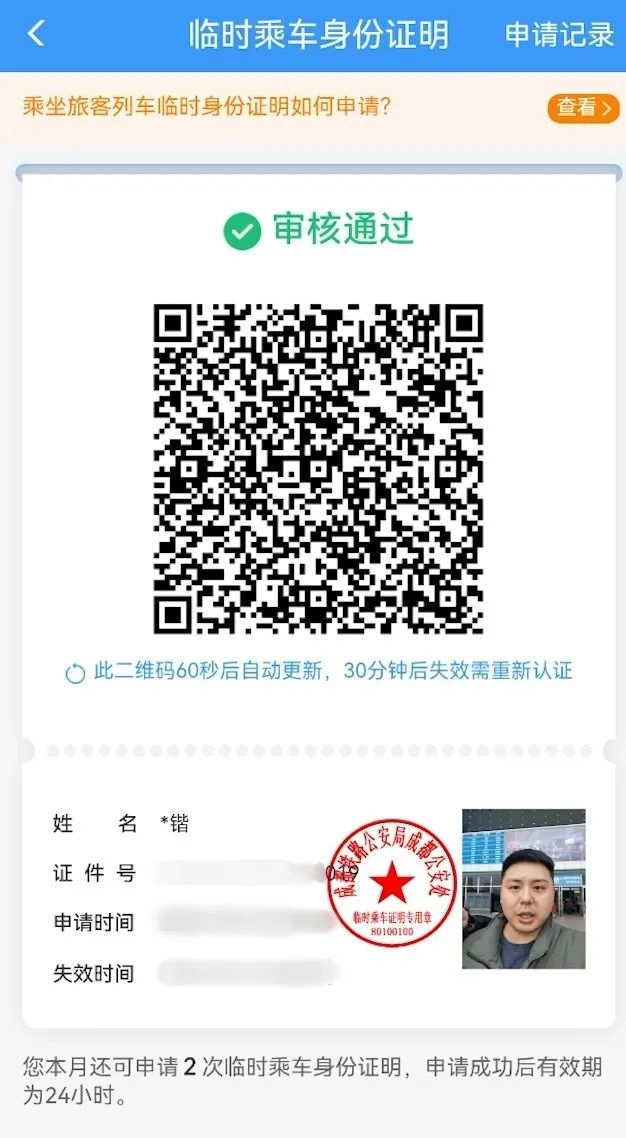 临时乘车身份证明
申请记录
乘坐旅客列车临时身份证明如何申请?
查看
审核通过
此二维码60秒后自动更新，30分钟后失效需重新认证
姓 名 *锴
证件号 019
申请时间
失效时间
成都铁路公安局成都公安处
临时乘车证明专用章
80100100
您本月还可申请 2 次临时乘车身份证明，申请成功后有效期
为24小时。